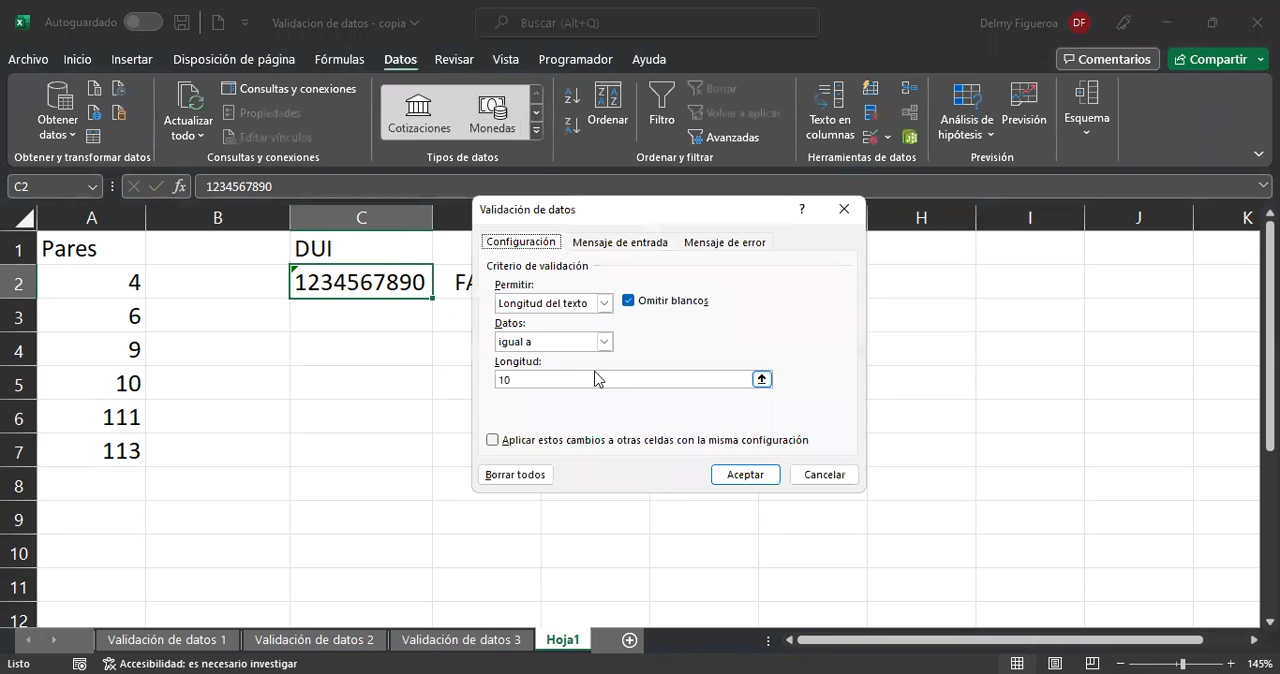 Autoguardado Validacion de datos - copia Buscar (Alt+Q) Delmy Figueroa DF
Archivo Inicio Insertar Disposición de página Fórmulas Datos Revisar Vista Programador Ayuda Comentarios Compartir
Obtener datos
Obtener y transformar datos
Actualizar todo
Consultas y conexiones
Propiedades
Editar vínculos
Consultas y conexiones
Cotizaciones Monedas
Tipos de datos
Ordenar
Filtro
Borrar
Volver a aplicar
Avanzadas
Ordenar y filtrar
Texto en columnas
Herramientas de datos
Análisis de hipótesis
Previsión
Previsión
Esquema
C2 fx 1234567890
A B C H I J K
1 Pares DUI
2 4 1234567890 FA
3 6
4 9
5 10
6 111
7 113
8
9
10
11
12
Validación de datos ?
Configuración Mensaje de entrada Mensaje de error
Criterio de validación
Permitir:
Longitud del texto Omitir blancos
Datos:
igual a
Longitud:
10
Aplicar estos cambios a otras celdas con la misma configuración
Borrar todos Aceptar Cancelar
Validación de datos 1 Validación de datos 2 Validación de datos 3 Hoja1
Listo Accesibilidad: es necesario investigar 145%